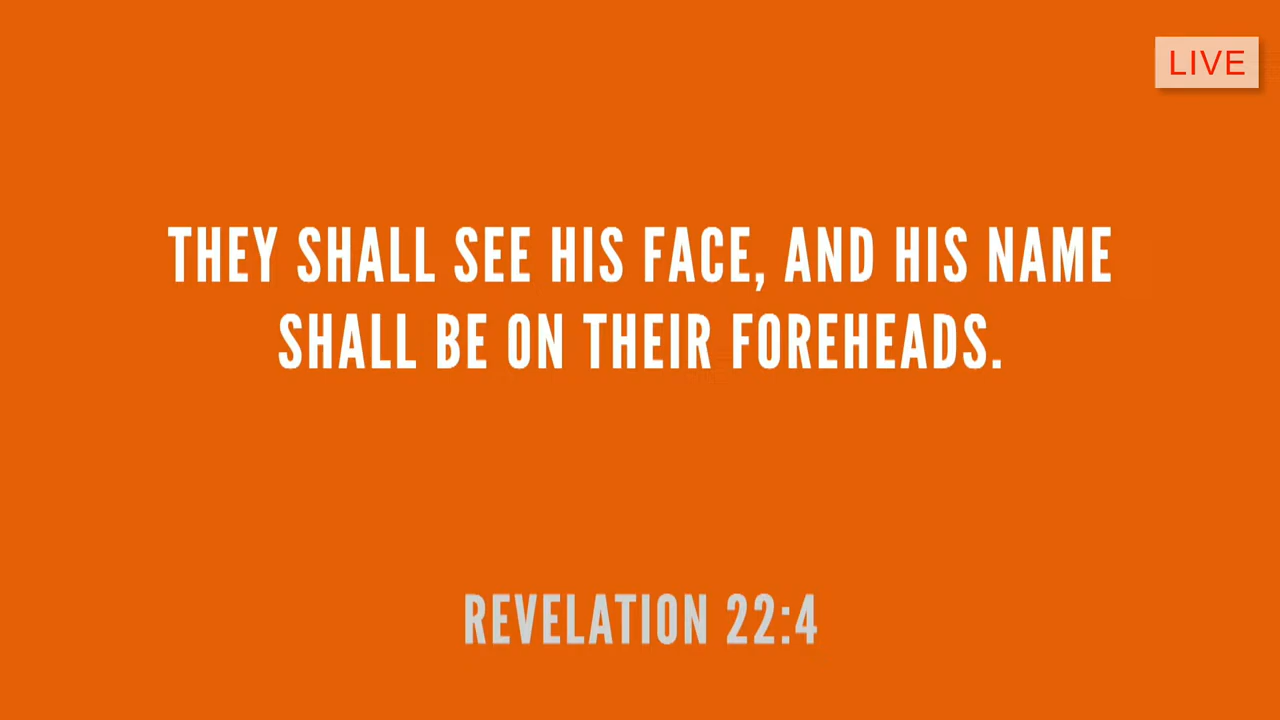 LIVE
THEY SHALL SEE HIS FACE, AND HIS NAME
SHALL BE ON THEIR FOREHEADS.
REVELATION 22:4